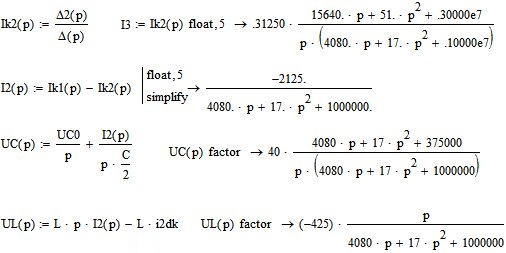 Ik2(p) := Δ2(p) / Δ(p)    I3 := Ik2(p) float,5 → .31250 · (15640. · p + 51. · p^2 + .30000e7) / (p · (4080. · p + 17. · p^2 + .10000e7))
I2(p) := Ik1(p) − Ik2(p) | float,5 simplify → −2125. / (4080. · p + 17. · p^2 + 1000000.)
UC(p) := UC0 / p + I2(p) / (p · C / 2)    UC(p) factor → 40 · (4080 · p + 17 · p^2 + 375000) / (p · (4080 · p + 17 · p^2 + 1000000))
UL(p) := L · p · I2(p) − L · i2dk    UL(p) factor → (−425) · p / (4080 · p + 17 · p^2 + 1000000)